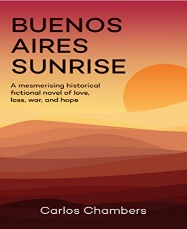 BUENOS
AIRES
SUNRISE
A mesmerising historical
fictional novel of love,
loss, war, and hope
Carlos Chambers